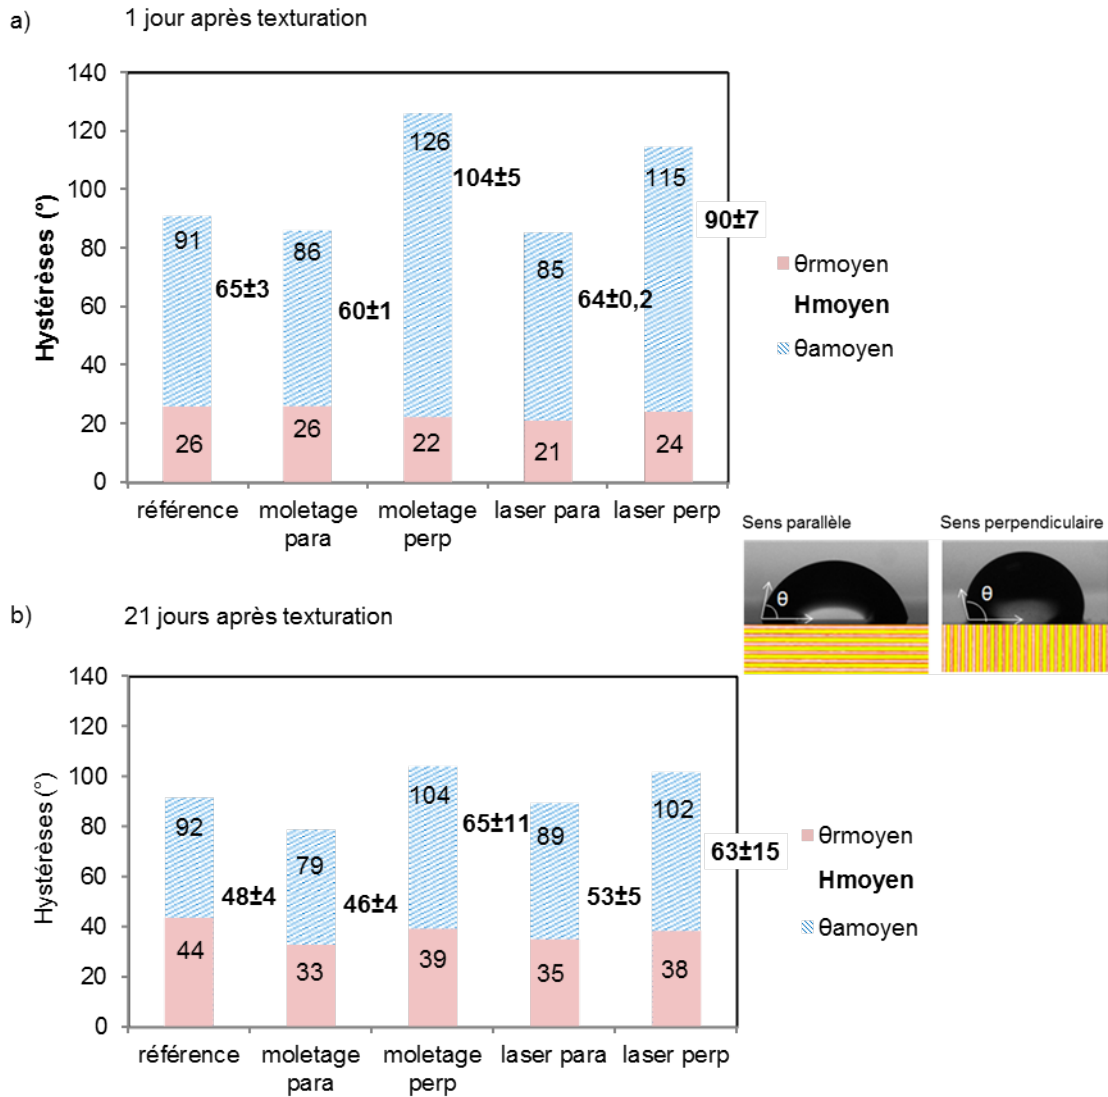 a)
1 jour après texturation
Hystérèses (°)
140
120
100
80
60
40
20
0
91
26
65±3
86
26
60±1
126
22
104±5
85
21
64±0,2
115
24
90±7
référence
moletage
para
moletage
perp
laser para
laser perp
θrmoyen
Hmoyen
θamoyen
Sens parallèle
θ
Sens perpendiculaire
θ
b)
21 jours après texturation
Hystérèses (°)
140
120
100
80
60
40
20
0
92
44
48±4
79
33
46±4
104
39
65±11
89
35
53±5
102
38
63±15
référence
moletage
para
moletage
perp
laser para
laser perp
θrmoyen
Hmoyen
θamoyen